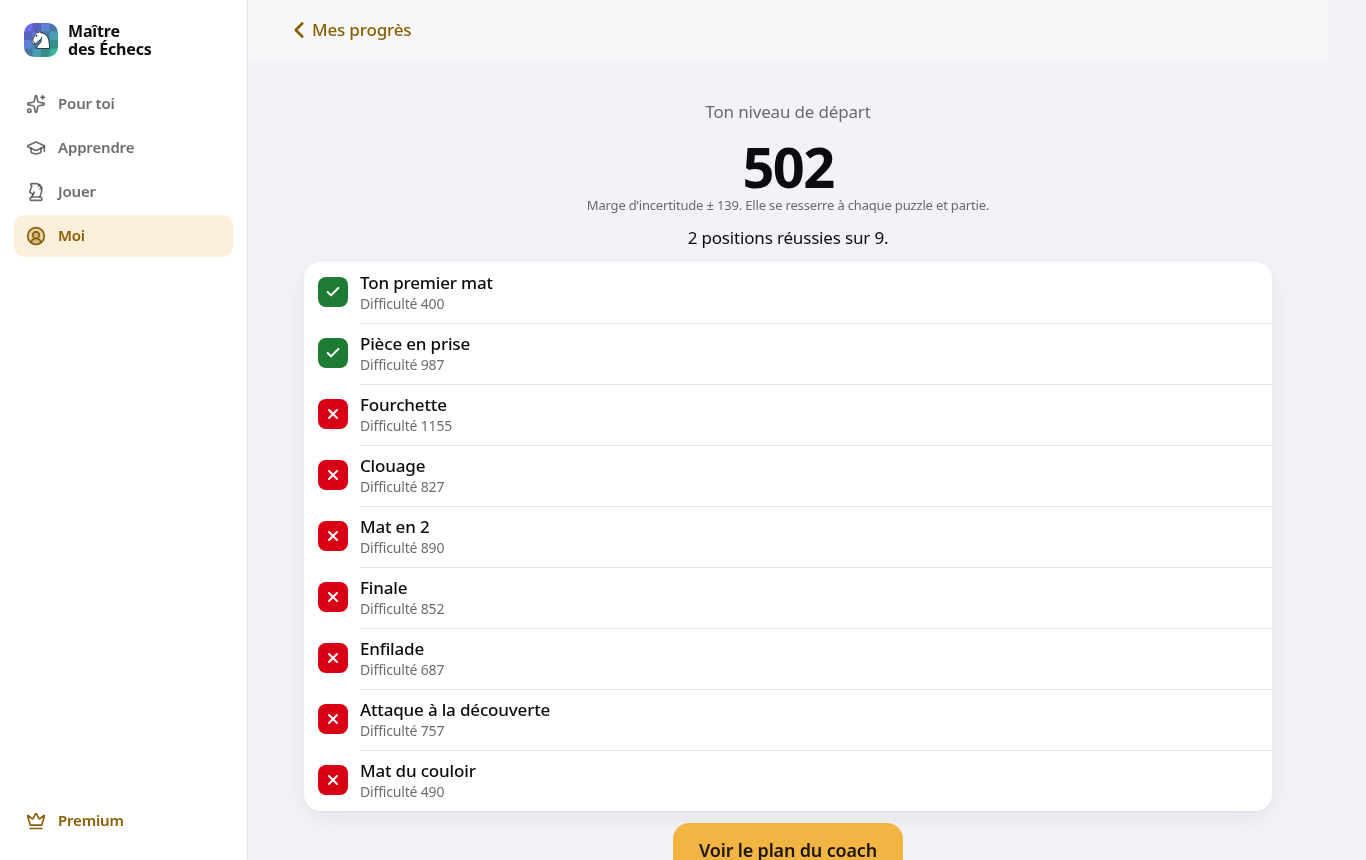 Maître
des Échecs
Pour toi
Apprendre
Jouer
Moi
Premium
Mes progrès
Ton niveau de départ
502
Marge d’incertitude ± 139. Elle se resserre à chaque puzzle et partie.
2 positions réussies sur 9.
Ton premier mat
Difficulté 400
Pièce en prise
Difficulté 987
Fourchette
Difficulté 1155
Clouage
Difficulté 827
Mat en 2
Difficulté 890
Finale
Difficulté 852
Enfilade
Difficulté 687
Attaque à la découverte
Difficulté 757
Mat du couloir
Difficulté 490
Voir le plan du coach